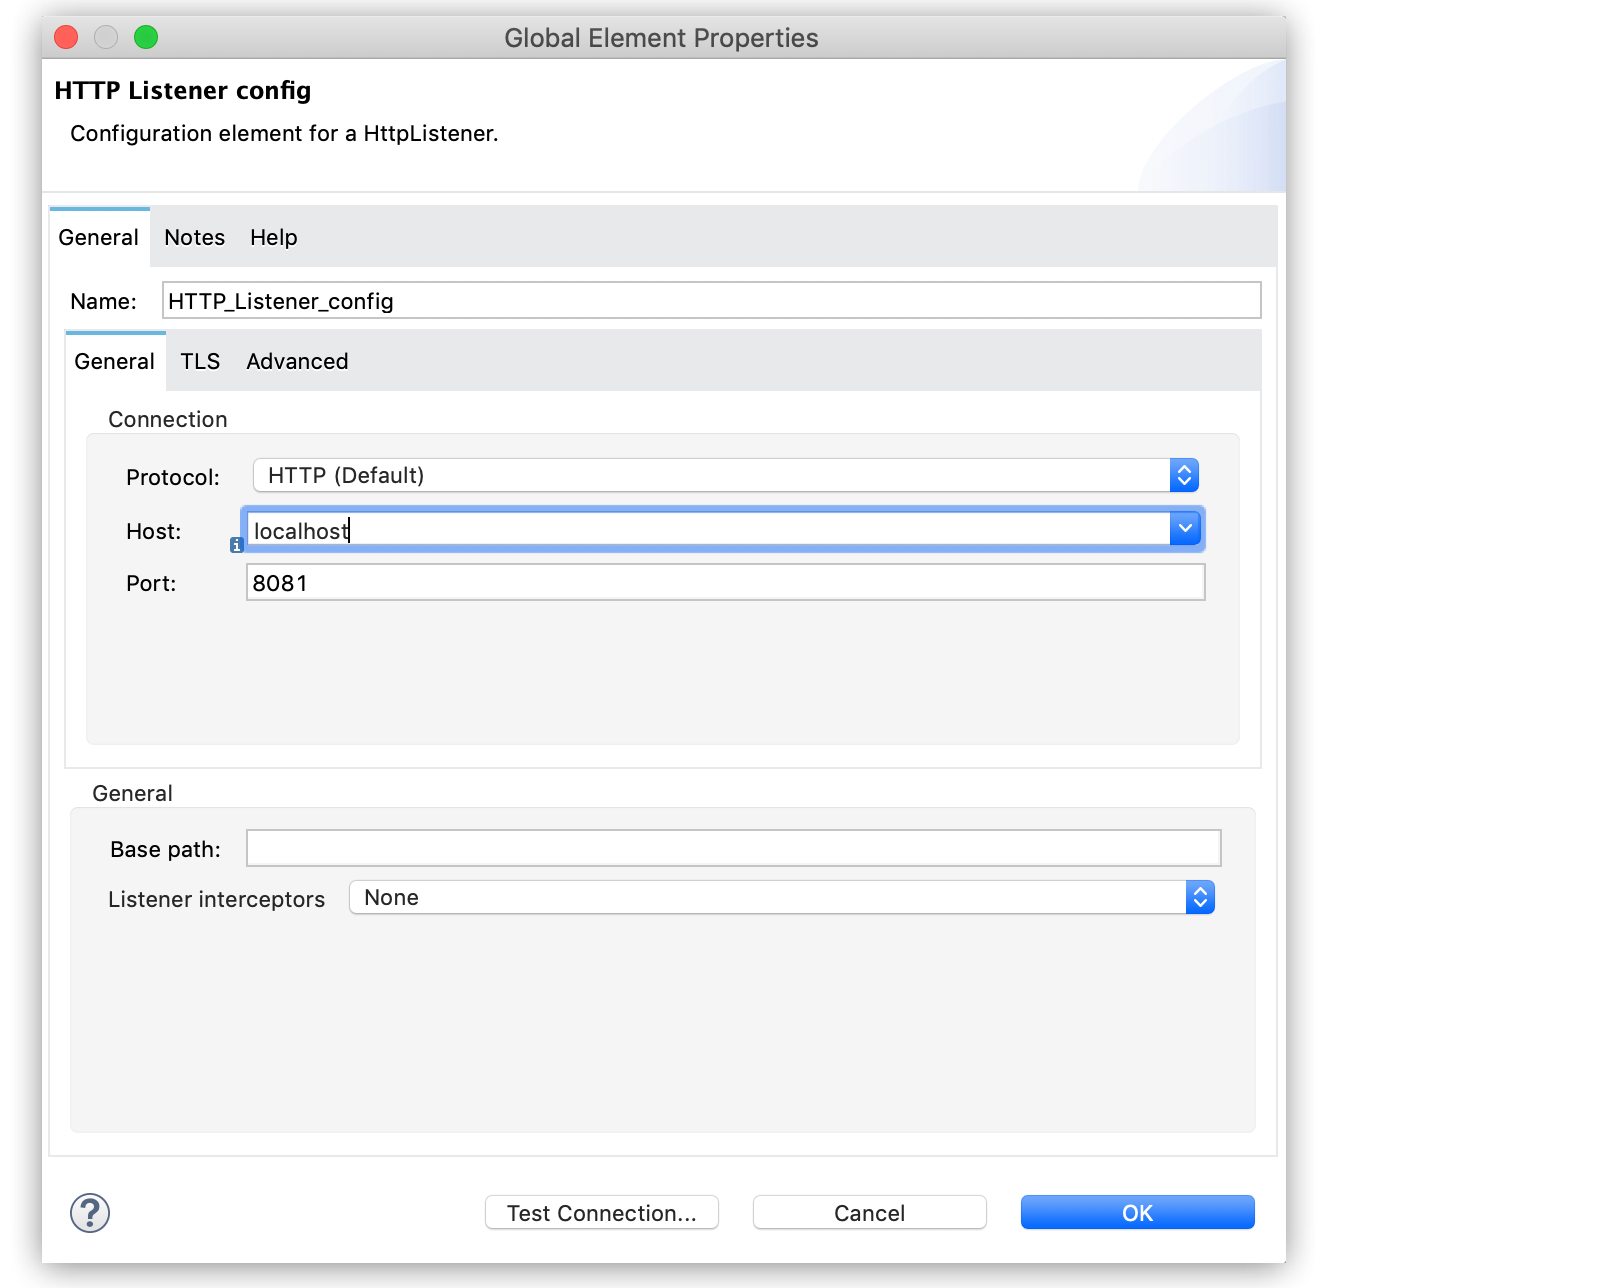 Global Element Properties
HTTP Listener config
Configuration element for a HttpListener.
General Notes Help
Name: HTTP_Listener_config
General TLS Advanced
Connection
Protocol: HTTP (Default)
Host: localhost
Port: 8081
General
Base path:
Listener interceptors None
? Test Connection... Cancel OK